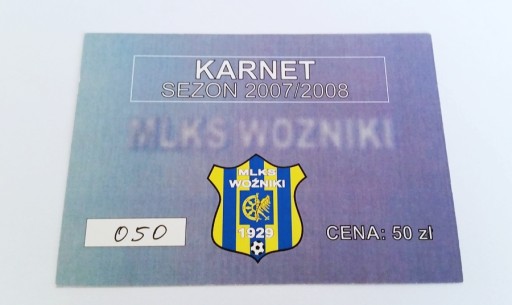 KARNET
SEZON 2007/2008
MLKS WOZNIKI
MLKS
WOŹNIKI
1929
050
CENA: 50 zł